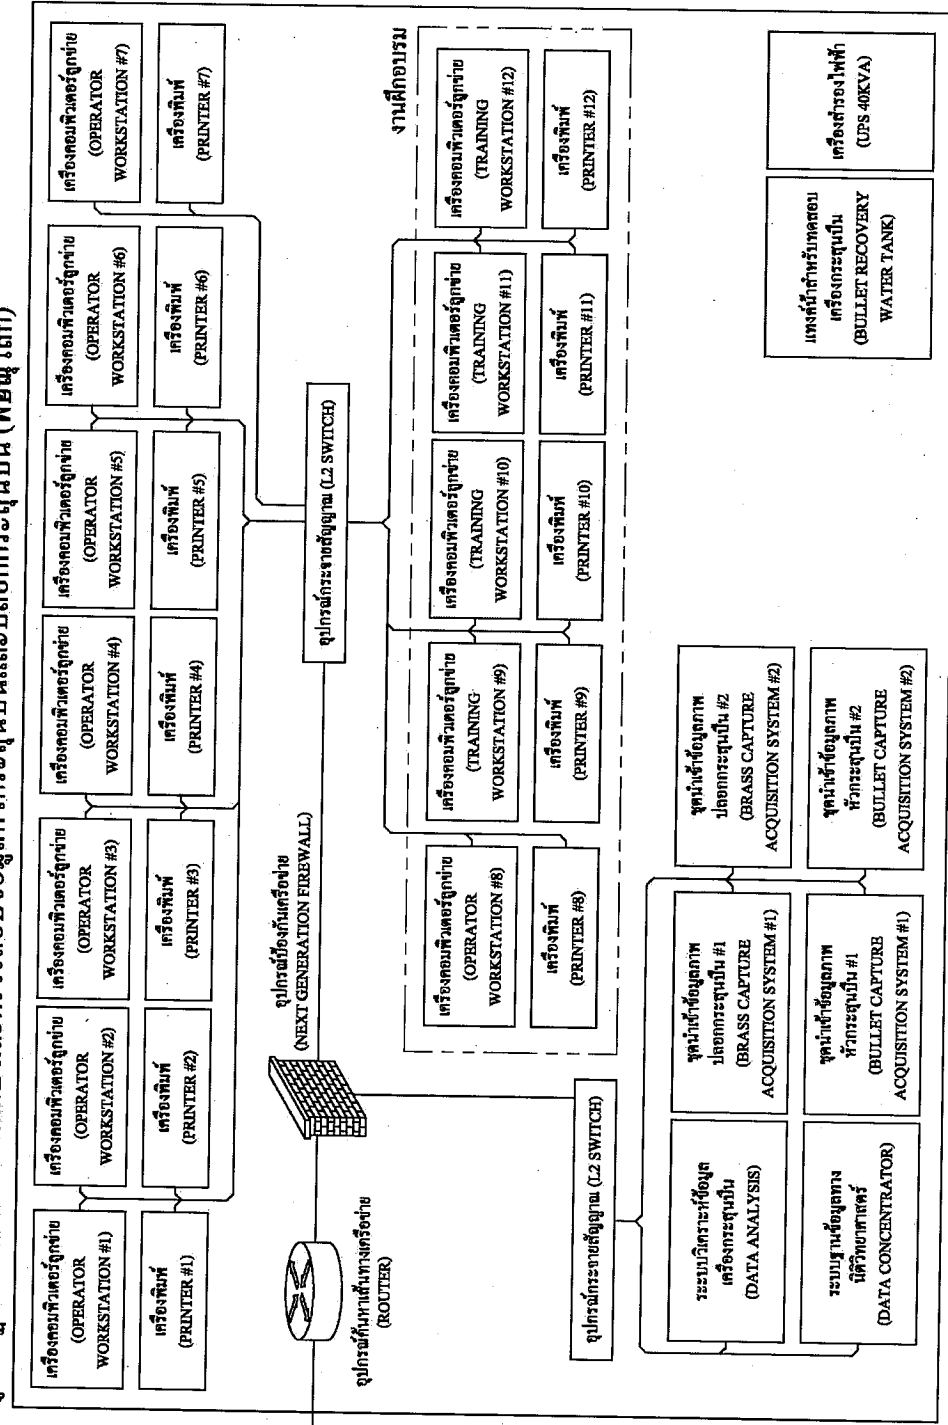 เครื่องคอมพิวเตอร์ลูกข่าย
(OPERATOR
WORKSTATION #1)
เครื่องคอมพิวเตอร์ลูกข่าย
(OPERATOR
WORKSTATION #2)
เครื่องคอมพิวเตอร์ลูกข่าย
(OPERATOR
WORKSTATION #3)
เครื่องคอมพิวเตอร์ลูกข่าย
(OPERATOR
WORKSTATION #4)
เครื่องคอมพิวเตอร์ลูกข่าย
(OPERATOR
WORKSTATION #5)
เครื่องคอมพิวเตอร์ลูกข่าย
(OPERATOR
WORKSTATION #6)
เครื่องคอมพิวเตอร์ลูกข่าย
(OPERATOR
WORKSTATION #7)
เครื่องพิมพ์
(PRINTER #1)
เครื่องพิมพ์
(PRINTER #2)
เครื่องพิมพ์
(PRINTER #3)
เครื่องพิมพ์
(PRINTER #4)
เครื่องพิมพ์
(PRINTER #5)
เครื่องพิมพ์
(PRINTER #6)
เครื่องพิมพ์
(PRINTER #7)
อุปกรณ์ค้นหาเส้นทางเครือข่าย
(ROUTER)
อุปกรณ์ป้องกันเครือข่าย
(NEXT GENERATION FIREWALL)
อุปกรณ์กระจายสัญญาณ (L2 SWITCH)
งานฝึกอบรม
เครื่องคอมพิวเตอร์ลูกข่าย
(OPERATOR
WORKSTATION #8)
เครื่องคอมพิวเตอร์ลูกข่าย
(TRAINING
WORKSTATION #9)
เครื่องคอมพิวเตอร์ลูกข่าย
(TRAINING
WORKSTATION #10)
เครื่องคอมพิวเตอร์ลูกข่าย
(TRAINING
WORKSTATION #11)
เครื่องคอมพิวเตอร์ลูกข่าย
(TRAINING
WORKSTATION #12)
เครื่องพิมพ์
(PRINTER #8)
เครื่องพิมพ์
(PRINTER #9)
เครื่องพิมพ์
(PRINTER #10)
เครื่องพิมพ์
(PRINTER #11)
เครื่องพิมพ์
(PRINTER #12)
อุปกรณ์กระจายสัญญาณ (L2 SWITCH)
ระบบวิเคราะห์ข้อมูล
เครื่องกระสุนปืน
(DATA ANALYSIS)
ชุดนำเข้าข้อมูลภาพ
ปลอกกระสุนปืน #1
(BRASS CAPTURE
ACQUISITION SYSTEM #1)
ชุดนำเข้าข้อมูลภาพ
ปลอกกระสุนปืน #2
(BRASS CAPTURE
ACQUISITION SYSTEM #2)
ระบบฐานข้อมูลทาง
นิติวิทยาศาสตร์
(DATA CONCENTRATOR)
ชุดนำเข้าข้อมูลภาพ
หัวกระสุนปืน #1
(BULLET CAPTURE
ACQUISITION SYSTEM #1)
ชุดนำเข้าข้อมูลภาพ
หัวกระสุนปืน #2
(BULLET CAPTURE
ACQUISITION SYSTEM #2)
แทงค์น้ำสำหรับทดสอบ
เครื่องกระสุนปืน
(BULLET RECOVERY
WATER TANK)
เครื่องสำรองไฟฟ้า
(UPS 40KVA)